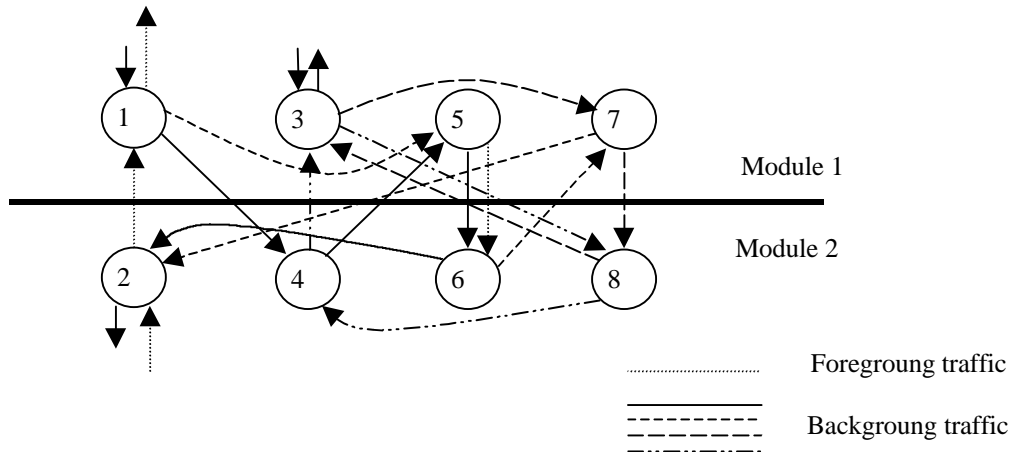 1 3 5 7
Module 1
Module 2
2 4 6 8
Foregroung traffic
Backgroung traffic